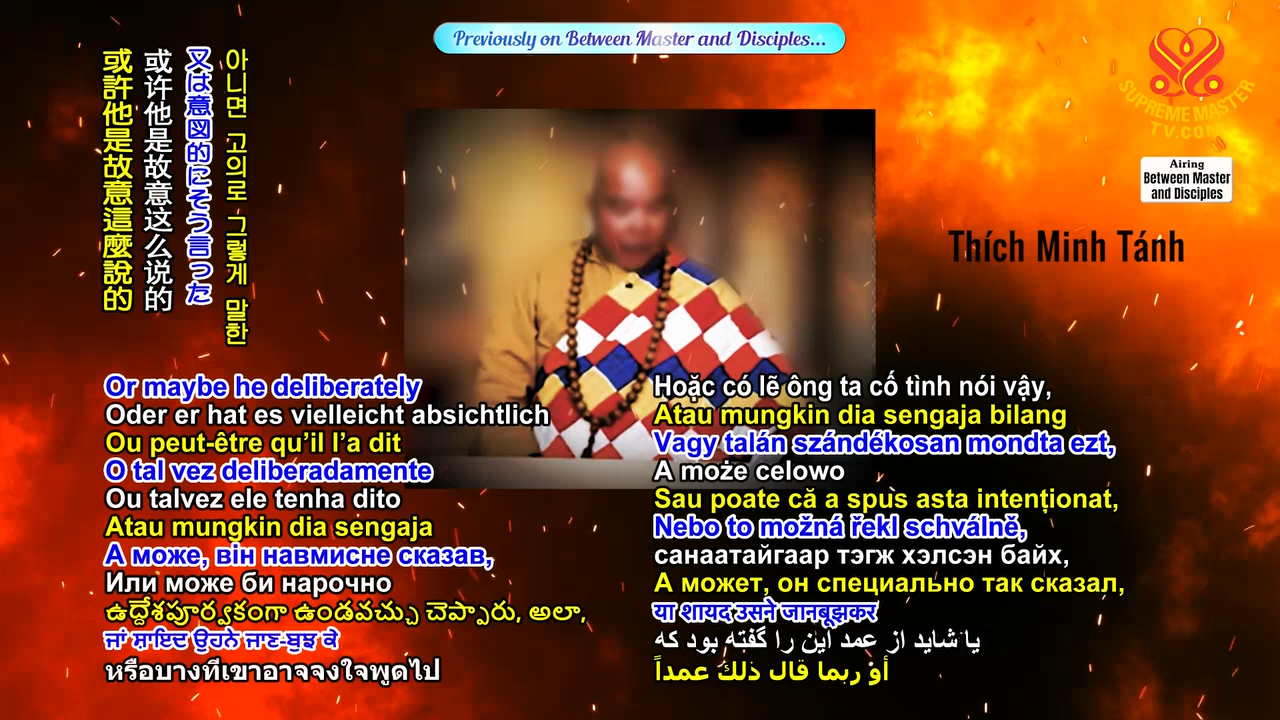 Previously on Between Master and Disciples...
SUPREME MASTER
TV.COM
Airing
Between Master
and Disciples
Thích Minh Tánh
아니면 고의로 그렇게 말한
又は意図的にそう言った
或许他是故意这么说的
或許他是故意這麼說的
Or maybe he deliberately
Oder er hat es vielleicht absichtlich
Ou peut-être qu’il l’a dit
O tal vez deliberadamente
Ou talvez ele tenha dito
Atau mungkin dia sengaja
А може, він навмисне сказав,
Или може би нарочно
ఉద్దేశపూర్వకంగా ఉండవచ్చు చెప్పారు, అలా,
ਜਾਂ ਸ਼ਾਇਦ ਉਹਨੇ ਜਾਣ-ਬੁਝ ਕੇ
หรือบางทีเขาอาจจงใจพูดไป
Hoặc có lẽ ông ta cố tình nói vậy,
Atau mungkin dia sengaja bilang
Vagy talán szándékosan mondta ezt,
A może celowo
Sau poate că a spus asta intenționat,
Nebo to možná řekl schválně,
санаатайгаар тэгж хэлсэн байх,
А может, он специально так сказал,
या शायद उसने जानबूझकर
یا شاید از عمد این را گفته بود که
أو ربما قال ذلك عمداً